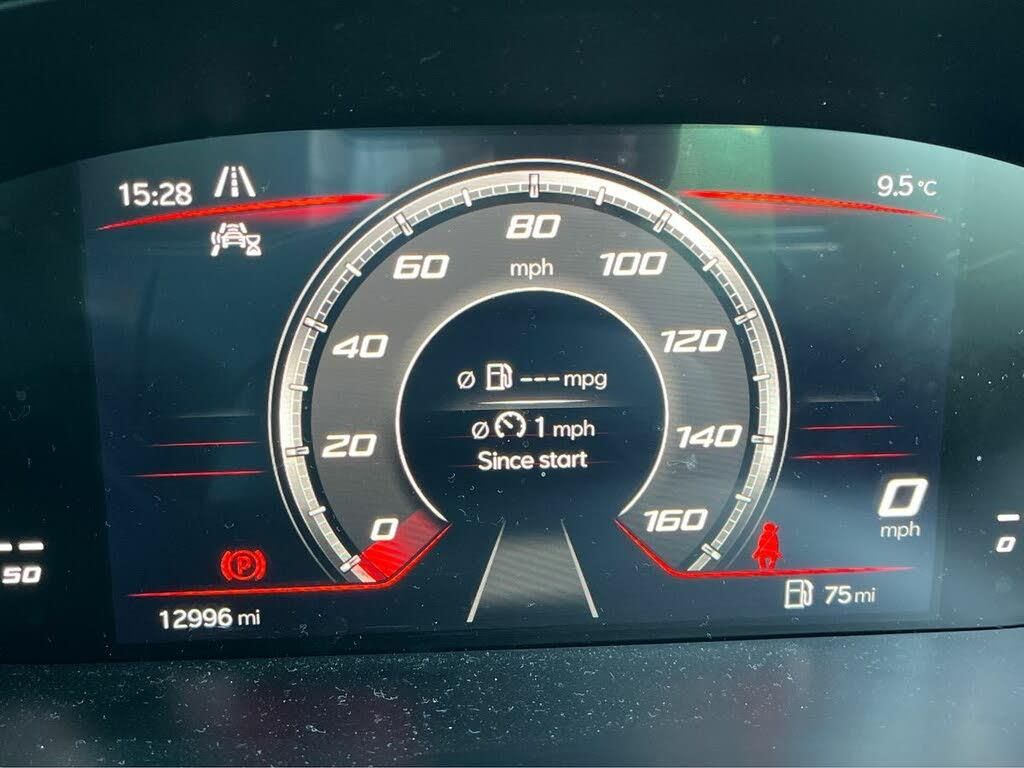 15:28
9.5 °C
80
60
mph
100
40
120
Ø --- mpg
Ø 1 mph
Since start
20
140
0
160
0
mph
P
50
0
12996 mi
75 mi